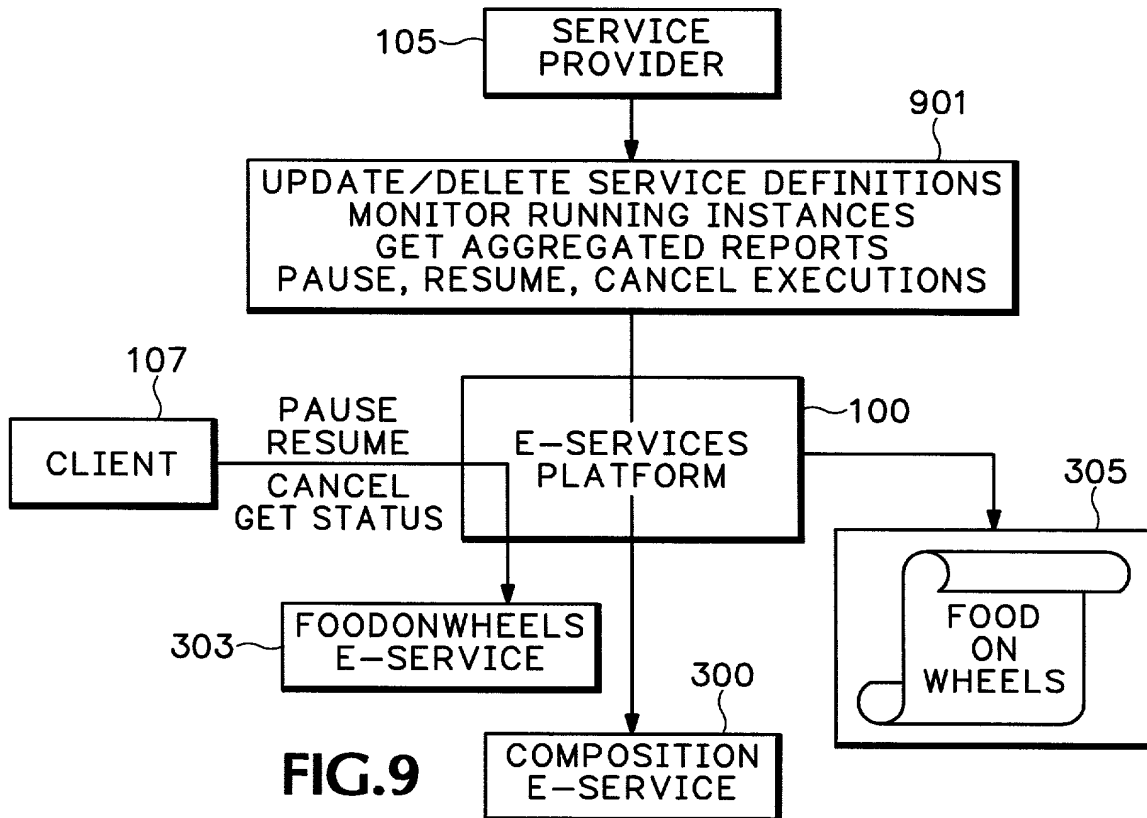 105
SERVICE
PROVIDER
901
UPDATE/DELETE SERVICE DEFINITIONS
MONITOR RUNNING INSTANCES
GET AGGREGATED REPORTS
PAUSE, RESUME, CANCEL EXECUTIONS
107
CLIENT
PAUSE
RESUME
CANCEL
GET STATUS
100
E-SERVICES
PLATFORM
305
FOOD
ON
WHEELS
303
FOODONWHEELS
E-SERVICE
300
COMPOSITION
E-SERVICE
FIG.9